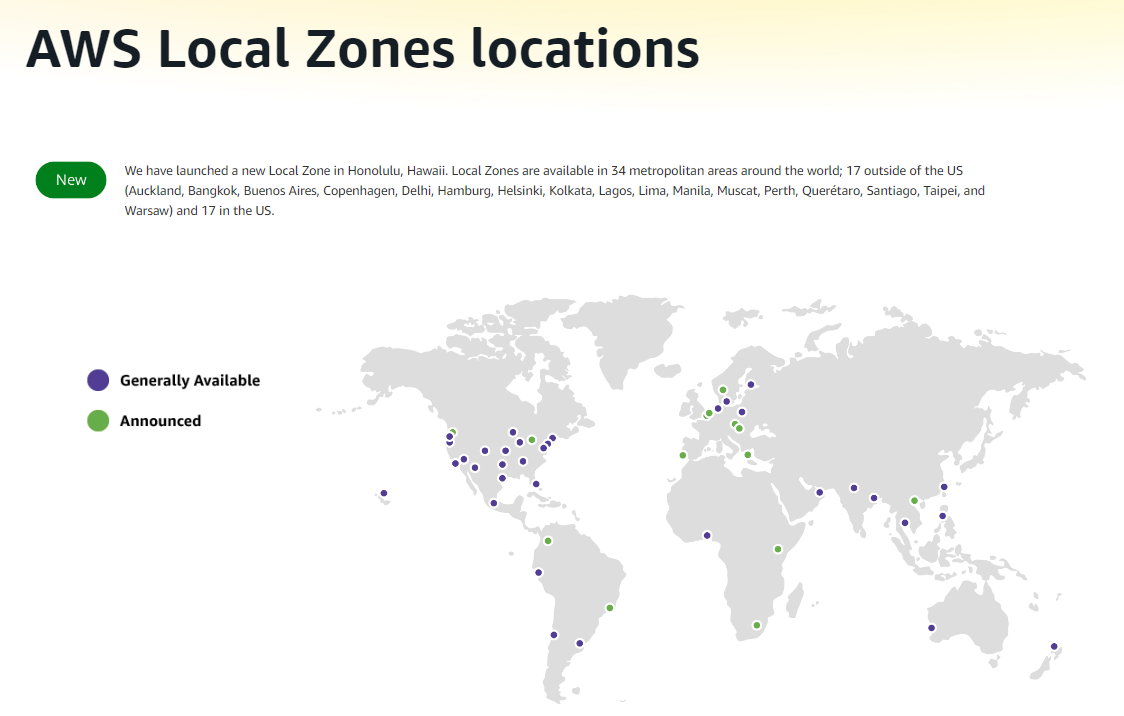 AWS Local Zones locations
New
We have launched a new Local Zone in Honolulu, Hawaii. Local Zones are available in 34 metropolitan areas around the world; 17 outside of the US
(Auckland, Bangkok, Buenos Aires, Copenhagen, Delhi, Hamburg, Helsinki, Kolkata, Lagos, Lima, Manila, Muscat, Perth, Querétaro, Santiago, Taipei, and
Warsaw) and 17 in the US.
Generally Available
Announced